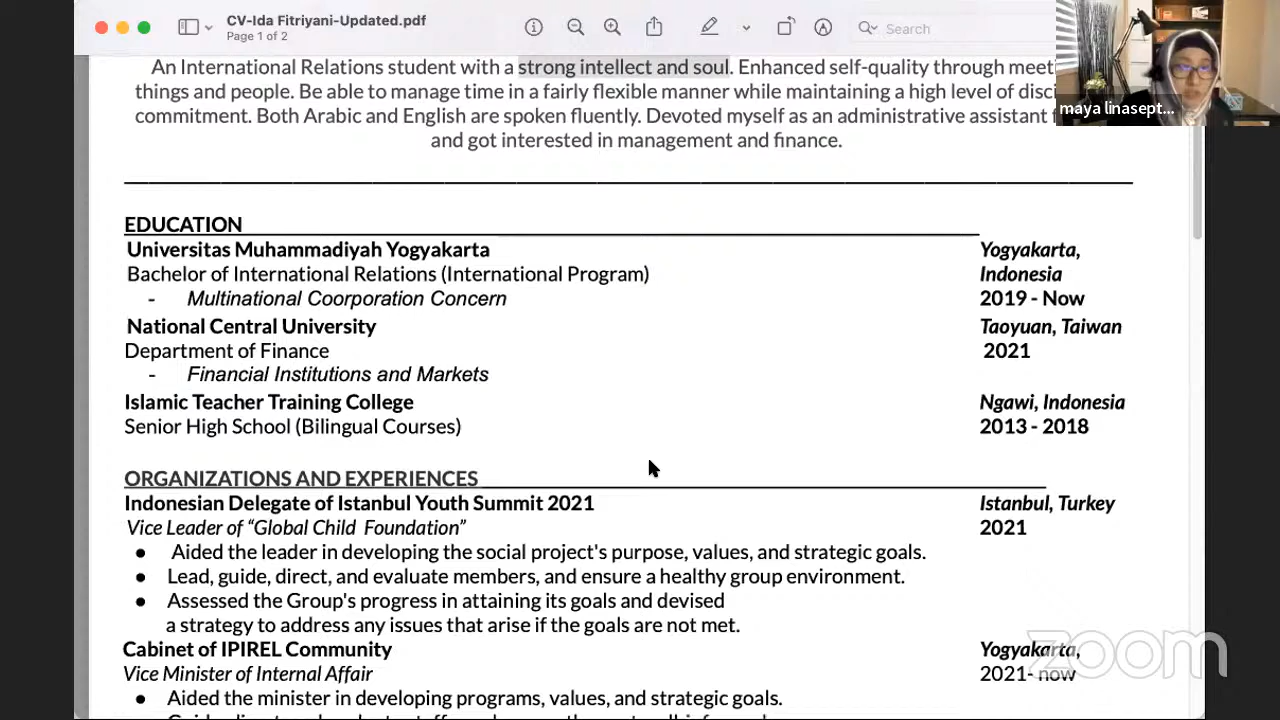 CV-Ida Fitriyani-Updated.pdf
Page 1 of 2
Search
An International Relations student with a strong intellect and soul. Enhanced self-quality through meeti
things and people. Be able to manage time in a fairly flexible manner while maintaining a high level of disci
commitment. Both Arabic and English are spoken fluently. Devoted myself as an administrative assistant
and got interested in management and finance.
maya linasept...
EDUCATION
Universitas Muhammadiyah Yogyakarta
Yogyakarta,
Bachelor of International Relations (International Program)
Indonesia
- Multinational Coorporation Concern
2019 - Now
National Central University
Taoyuan, Taiwan
Department of Finance
2021
- Financial Institutions and Markets
Islamic Teacher Training College
Ngawi, Indonesia
Senior High School (Bilingual Courses)
2013 - 2018
ORGANIZATIONS AND EXPERIENCES
Indonesian Delegate of Istanbul Youth Summit 2021
Istanbul, Turkey
Vice Leader of “Global Child Foundation”
2021
● Aided the leader in developing the social project's purpose, values, and strategic goals.
● Lead, guide, direct, and evaluate members, and ensure a healthy group environment.
● Assessed the Group's progress in attaining its goals and devised
a strategy to address any issues that arise if the goals are not met.
Cabinet of IPIREL Community
Yogyakarta,
Vice Minister of Internal Affair
2021- now
● Aided the minister in developing programs, values, and strategic goals.
zoom